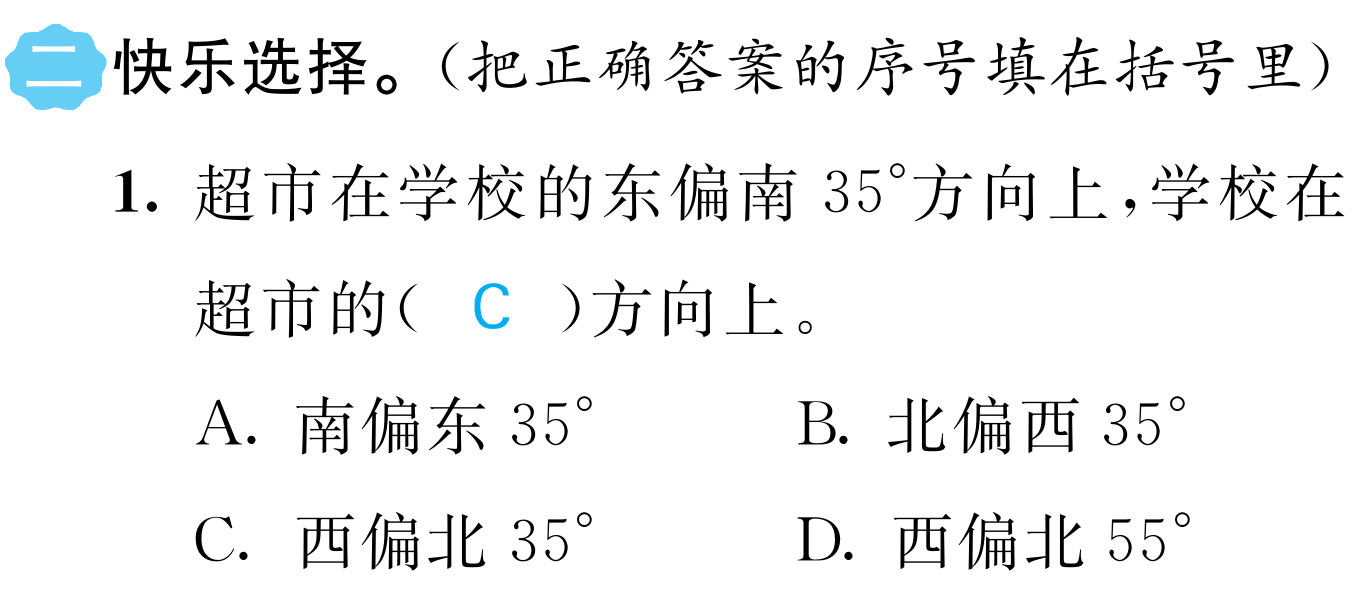 二 快乐选择。(把正确答案的序号填在括号里)
1. 超市在学校的东偏南 35°方向上,学校在
超市的( C )方向上。
A. 南偏东 35° B. 北偏西 35°
C. 西偏北 35° D. 西偏北 55°